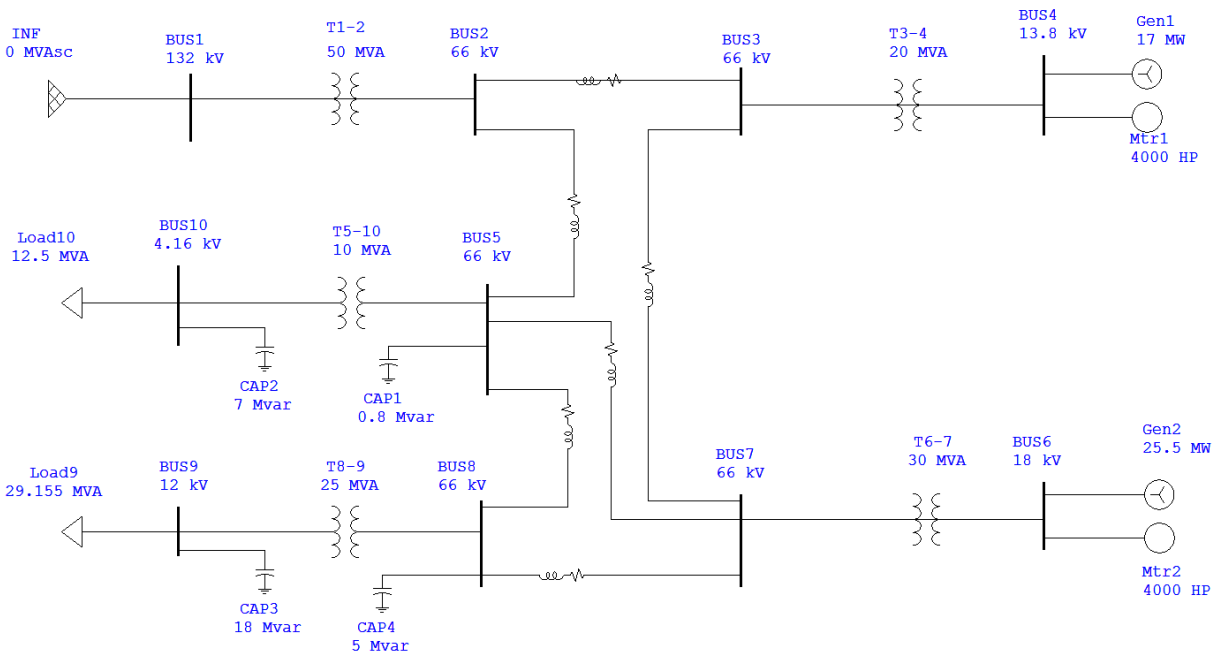 INF
0 MVAsc
BUS1
132 kV
T1-2
50 MVA
BUS2
66 kV
BUS3
66 kV
T3-4
20 MVA
BUS4
13.8 kV
Gen1
17 MW
Mtr1
4000 HP
Load10
12.5 MVA
BUS10
4.16 kV
T5-10
10 MVA
BUS5
66 kV
CAP2
7 Mvar
CAP1
0.8 Mvar
Load9
29.155 MVA
BUS9
12 kV
T8-9
25 MVA
BUS8
66 kV
BUS7
66 kV
T6-7
30 MVA
BUS6
18 kV
Gen2
25.5 MW
Mtr2
4000 HP
CAP3
18 Mvar
CAP4
5 Mvar